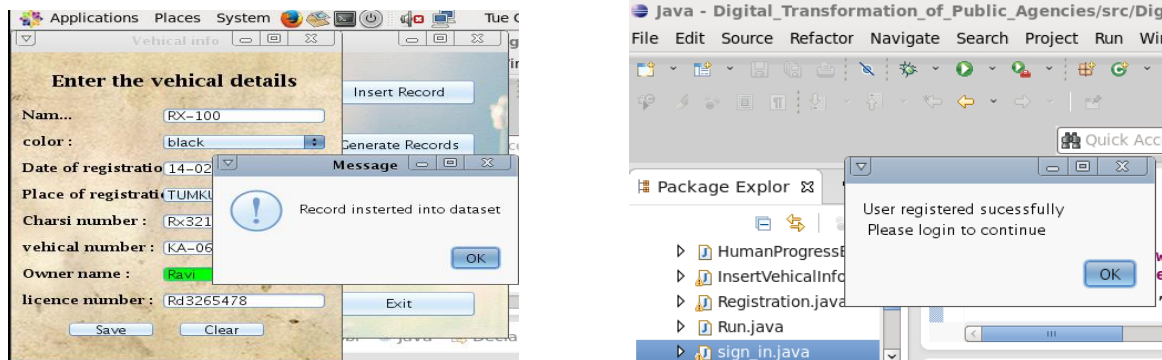 Applications Places System Tue
Vehical info
Enter the vehical details
Nam... RX-100
color : black
Date of registratio 14-02
Place of registrati TUMKU
Charsi number : Rx321
vehical number : KA-06
Owner name : Ravi
licence number : Rd3265478
Save Clear
Insert Record
Generate Records
Exit
Message
Record insterted into dataset
OK
Java - Digital_Transformation_of_Public_Agencies/src/Dig
File Edit Source Refactor Navigate Search Project Run Wi
Quick Acc
Package Explor
HumanProgressB
InsertVehicalInfo
Registration.java
Run.java
sign_in.java
User registered sucessfully
Please login to continue
OK